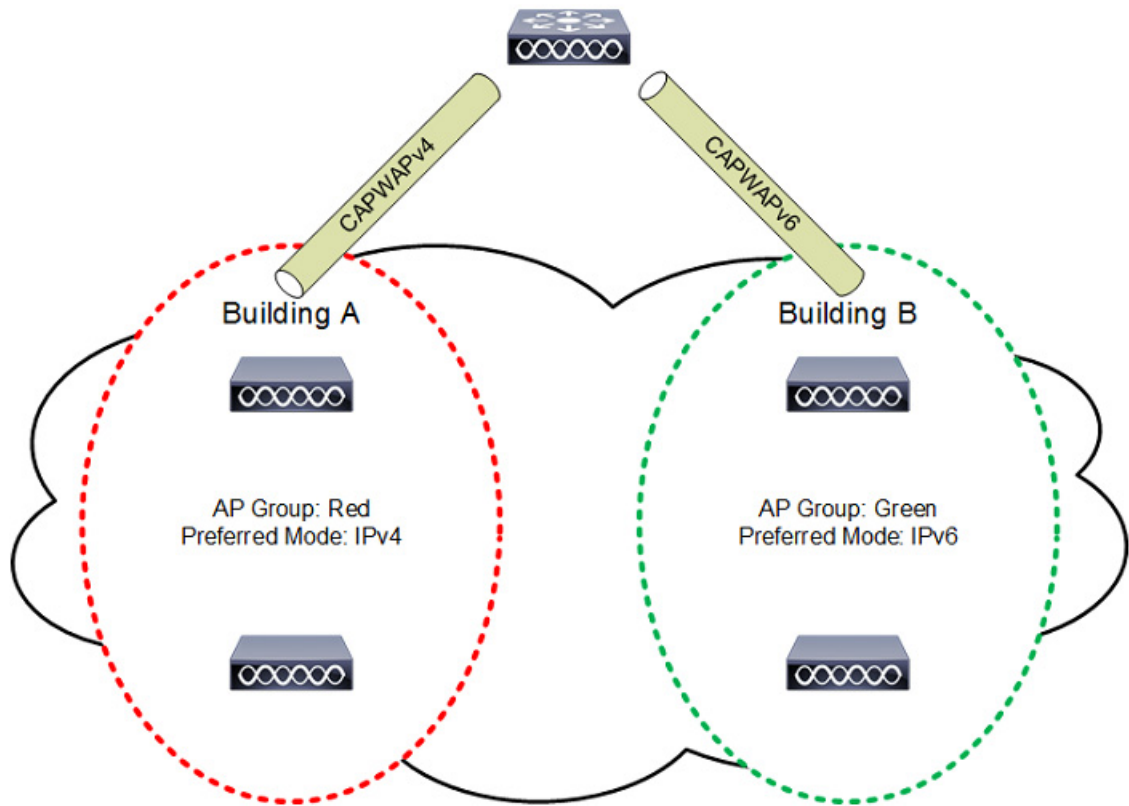 CAPWAPv4
CAPWAPv6
Building A
Building B
AP Group: Red
Preferred Mode: IPv4
AP Group: Green
Preferred Mode: IPv6